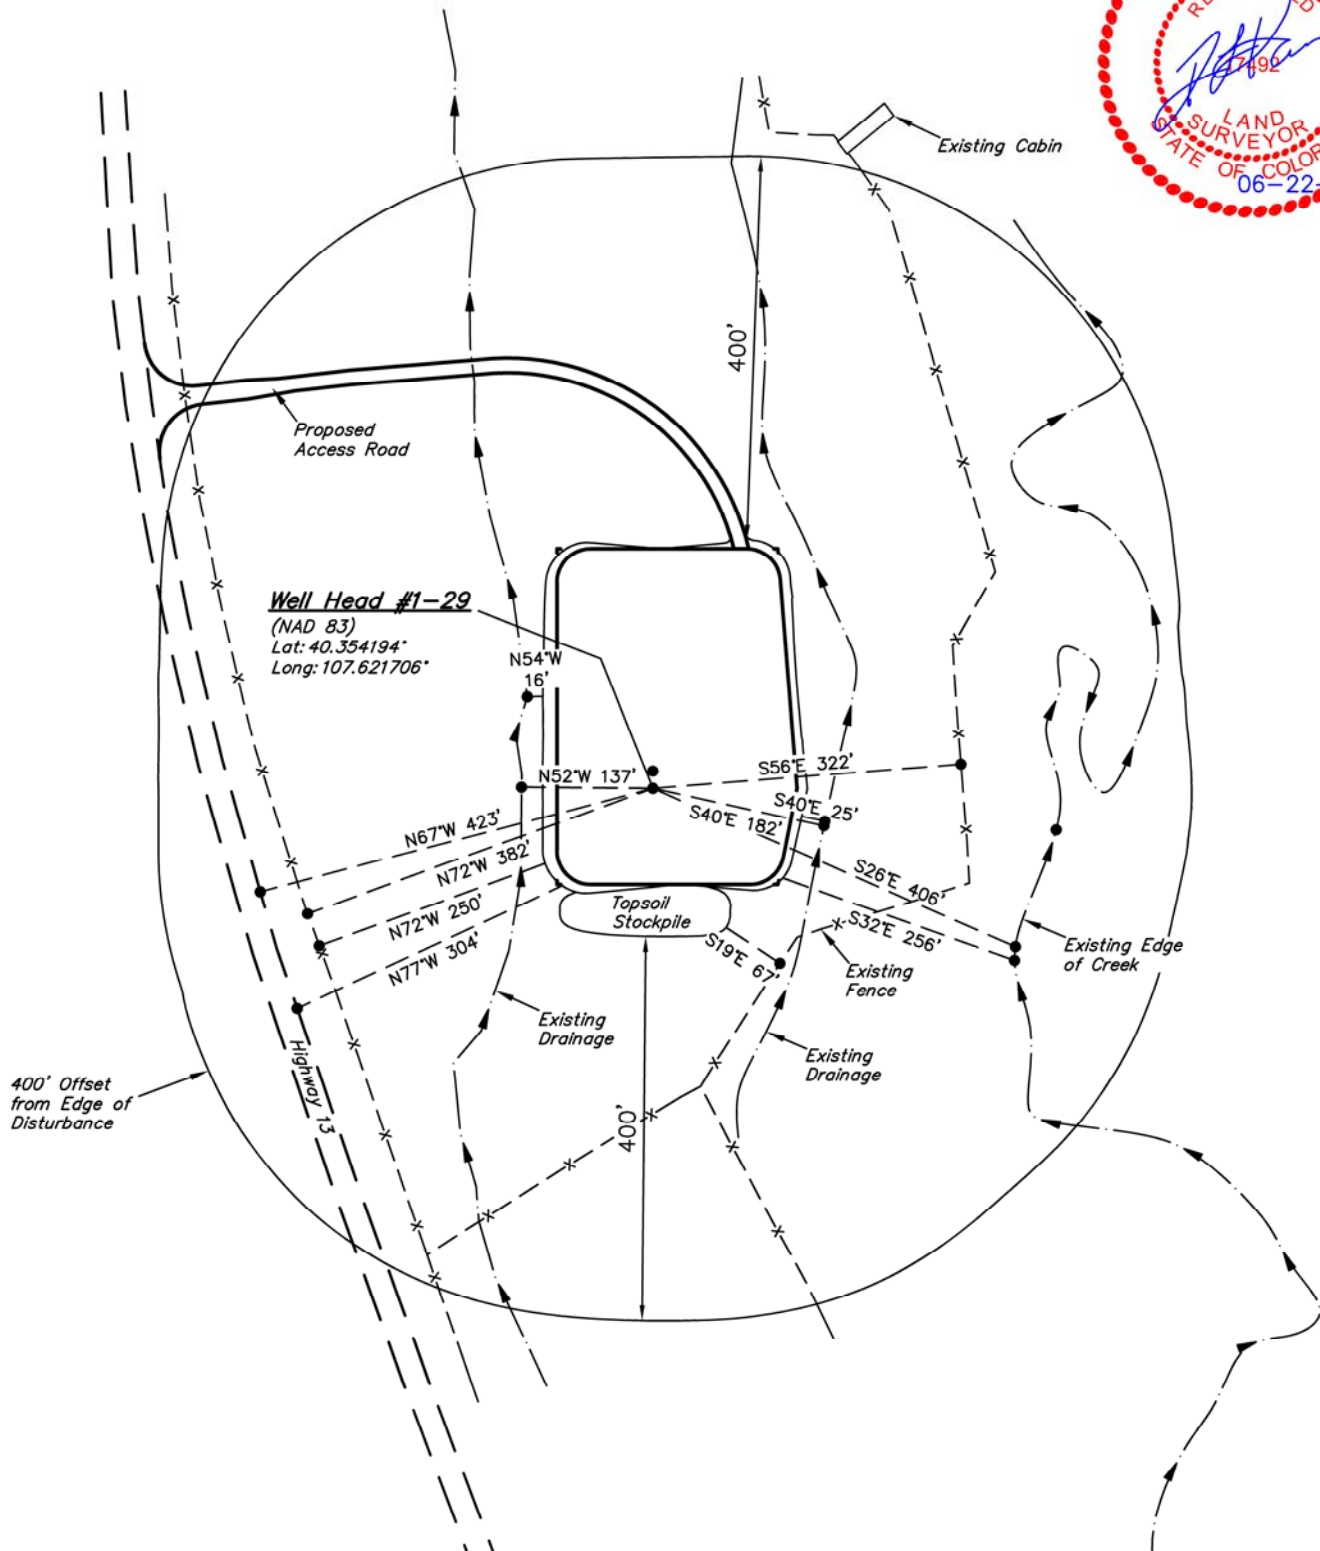 17492
LAND
SURVEYOR
STATE OF
06-22-
Existing Cabin
400'
Proposed
Access Road
Well Head #1-29
(NAD 83)
Lat: 40.354194°
Long: 107.621706°
N54°W
16'
N52°W 137'
S56°E 322'
S40°E 25'
S40°E 182'
N67°W 423'
N72°W 382'
N72°W 250'
N77°W 304'
S26°E 406'
S32°E 256'
Topsoil
Stockpile
S19°E 67'
Existing Edge
of Creek
Existing
Fence
Existing
Drainage
Existing
Drainage
Highway 13
400' Offset
from Edge of
Disturbance
400'